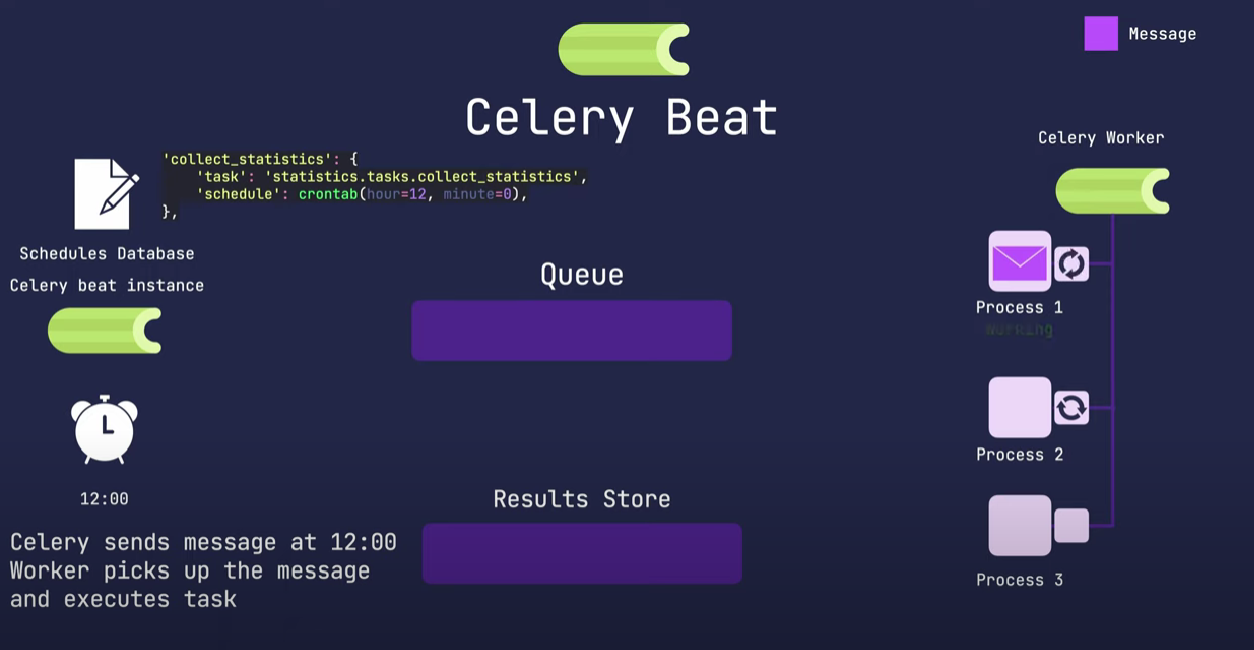 Message
Celery Beat
Celery Worker
'collect_statistics': {
    'task': 'statistics.tasks.collect_statistics',
    'schedule': crontab(hour=12, minute=0),
},
Schedules Database
Celery beat instance
Queue
Process 1
Working
Process 2
12:00
Results Store
Celery sends message at 12:00
Worker picks up the message
and executes task
Process 3